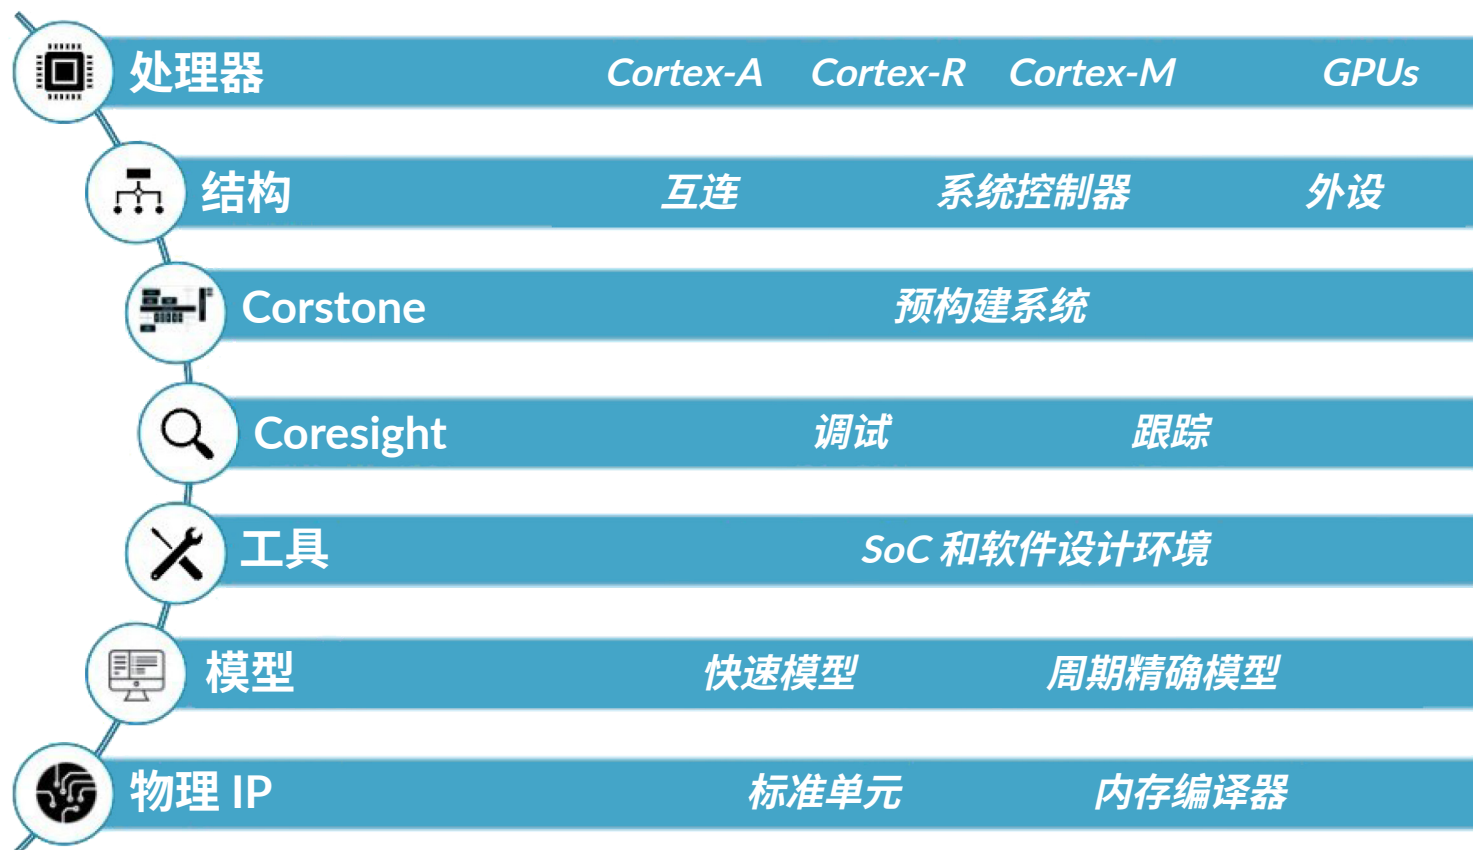 处理器 Cortex-A Cortex-R Cortex-M GPUs
结构 互连 系统控制器 外设
Corstone 预构建系统
Coresight 调试 跟踪
工具 SoC 和软件设计环境
模型 快速模型 周期精确模型
物理 IP 标准单元 内存编译器